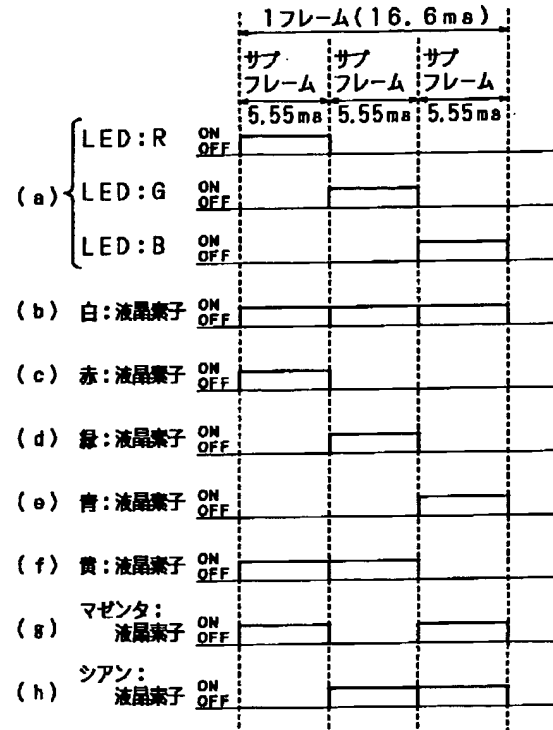 1フレーム(16.6ms)
サブ サブ サブ
フレーム フレーム フレーム
5.55ms 5.55ms 5.55ms
(a) LED:R ON OFF
LED:G ON OFF
LED:B ON OFF
(b) 白:液晶素子 ON OFF
(c) 赤:液晶素子 ON OFF
(d) 緑:液晶素子 ON OFF
(e) 青:液晶素子 ON OFF
(f) 黄:液晶素子 ON OFF
(g) マゼンタ:
液晶素子 ON OFF
(h) シアン:
液晶素子 ON OFF